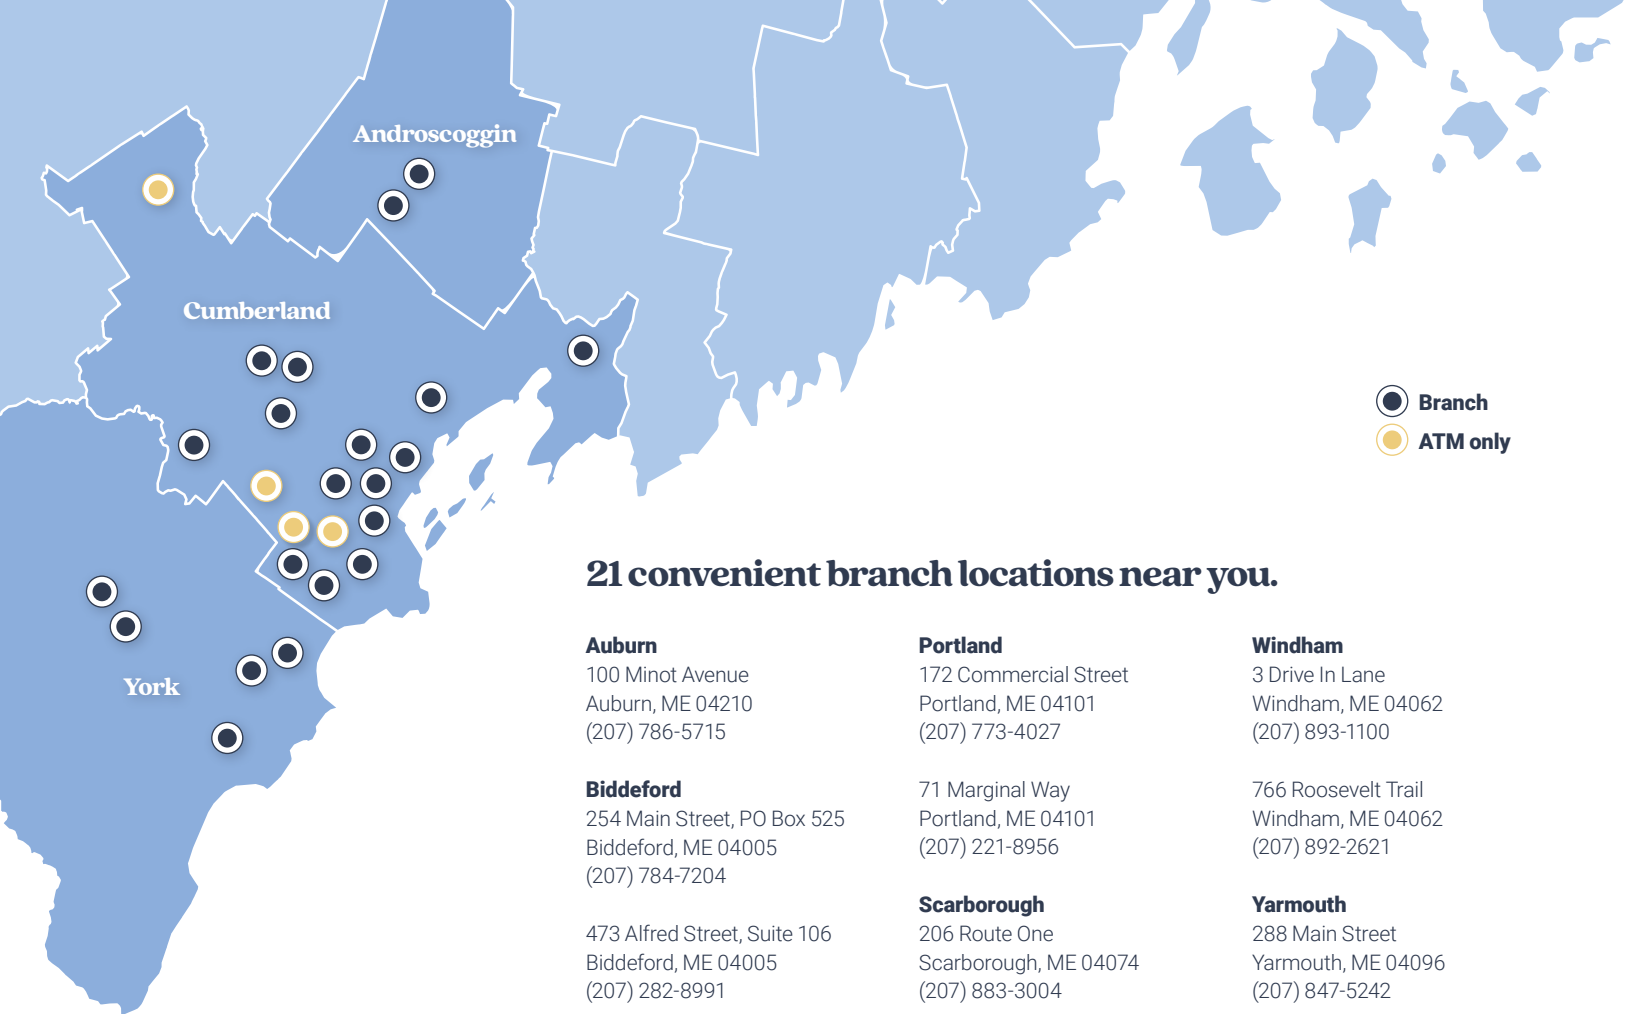 Androscoggin
Cumberland
York
Branch
ATM only
21 convenient branch locations near you.
Auburn
100 Minot Avenue
Auburn, ME 04210
(207) 786-5715
Biddeford
254 Main Street, PO Box 525
Biddeford, ME 04005
(207) 784-7204
473 Alfred Street, Suite 106
Biddeford, ME 04005
(207) 282-8991
Portland
172 Commercial Street
Portland, ME 04101
(207) 773-4027
71 Marginal Way
Portland, ME 04101
(207) 221-8956
Scarborough
206 Route One
Scarborough, ME 04074
(207) 883-3004
Windham
3 Drive In Lane
Windham, ME 04062
(207) 893-1100
766 Roosevelt Trail
Windham, ME 04062
(207) 892-2621
Yarmouth
288 Main Street
Yarmouth, ME 04096
(207) 847-5242